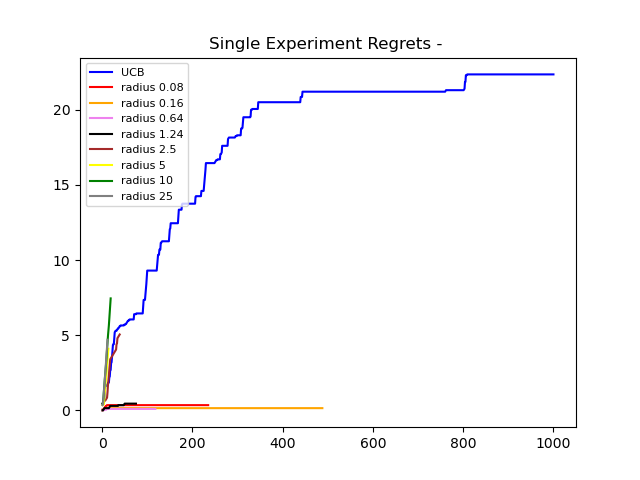 Single Experiment Regrets -
UCB
radius 0.08
radius 0.16
radius 0.64
radius 1.24
radius 2.5
radius 5
radius 10
radius 25
20
15
10
5
0
0 200 400 600 800 1000